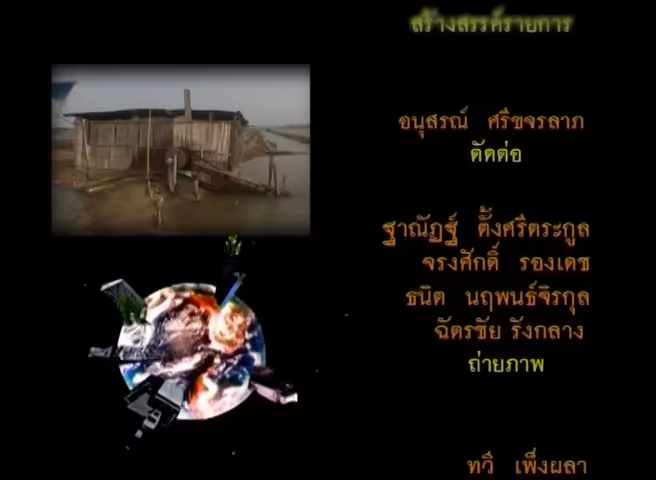 สร้างสรรค์รายการ
อนุสรณ์ ศรีขจรลาภ
ตัดต่อ
ฐาณัฏฐ์ ตั้งศรีตระกูล
จรงศักดิ์ รองเดช
ธนิต นฤพนธ์จิรกุล
ฉัตรชัย รังกลาง
ถ่ายภาพ
ทวี เพ็งผลา